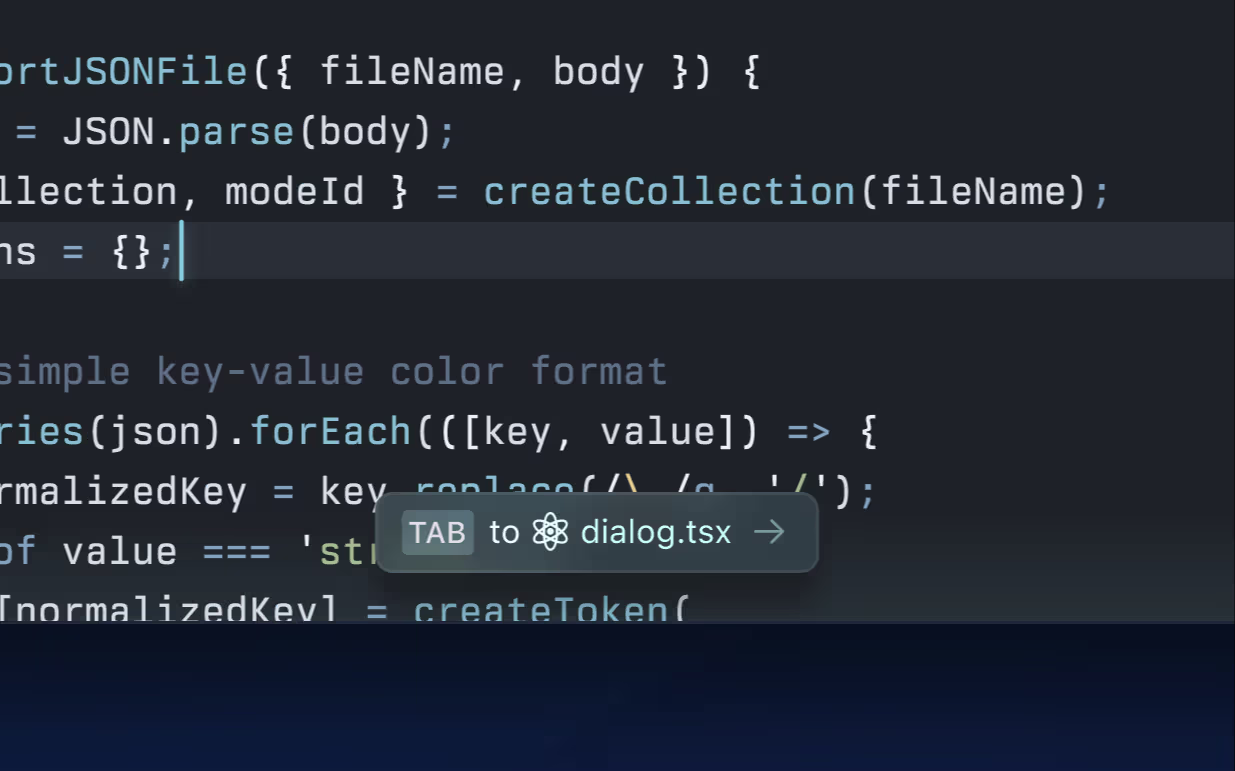 ortJSONFile({ fileName, body }) {
= JSON.parse(body);
llection, modeId } = createCollection(fileName);
ns = {};
simple key-value color format
ries(json).forEach(([key, value]) => {
rmalizedKey = key.replace(/\./g, '/');
of value === 'str
TAB to dialog.tsx →
[normalizedKey] = createToken(